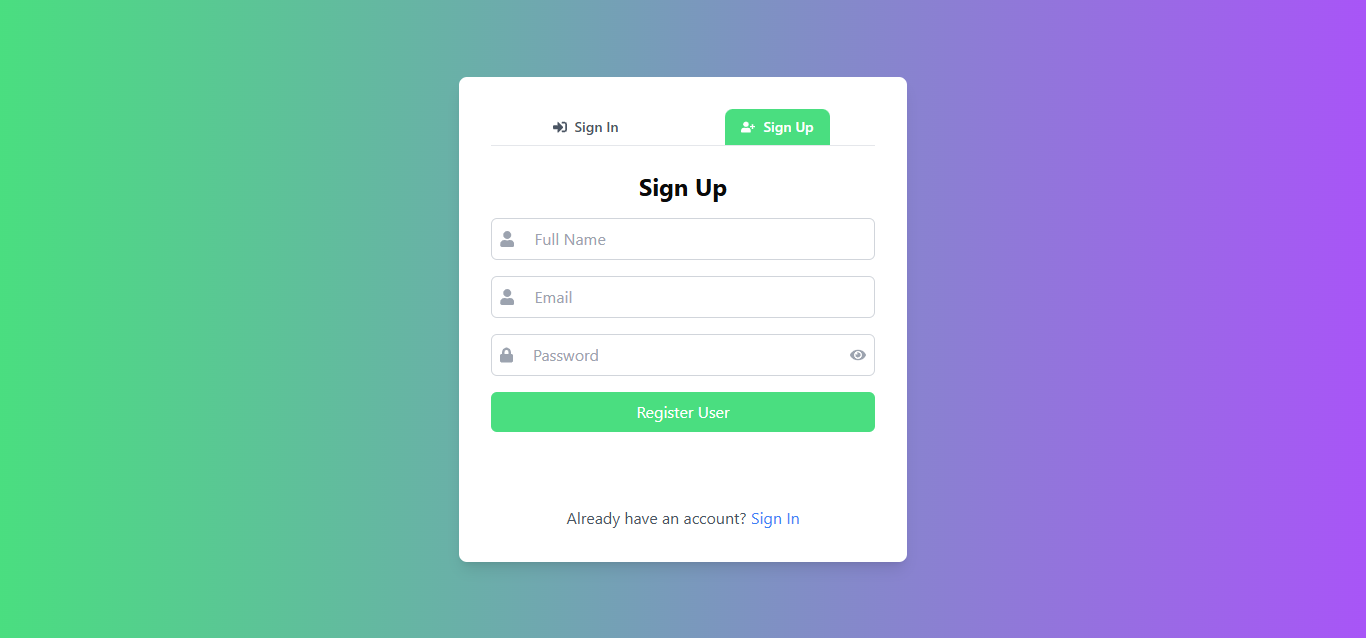 Sign In
Sign Up
Sign Up
Full Name
Email
Password
Register User
Already have an account? Sign In